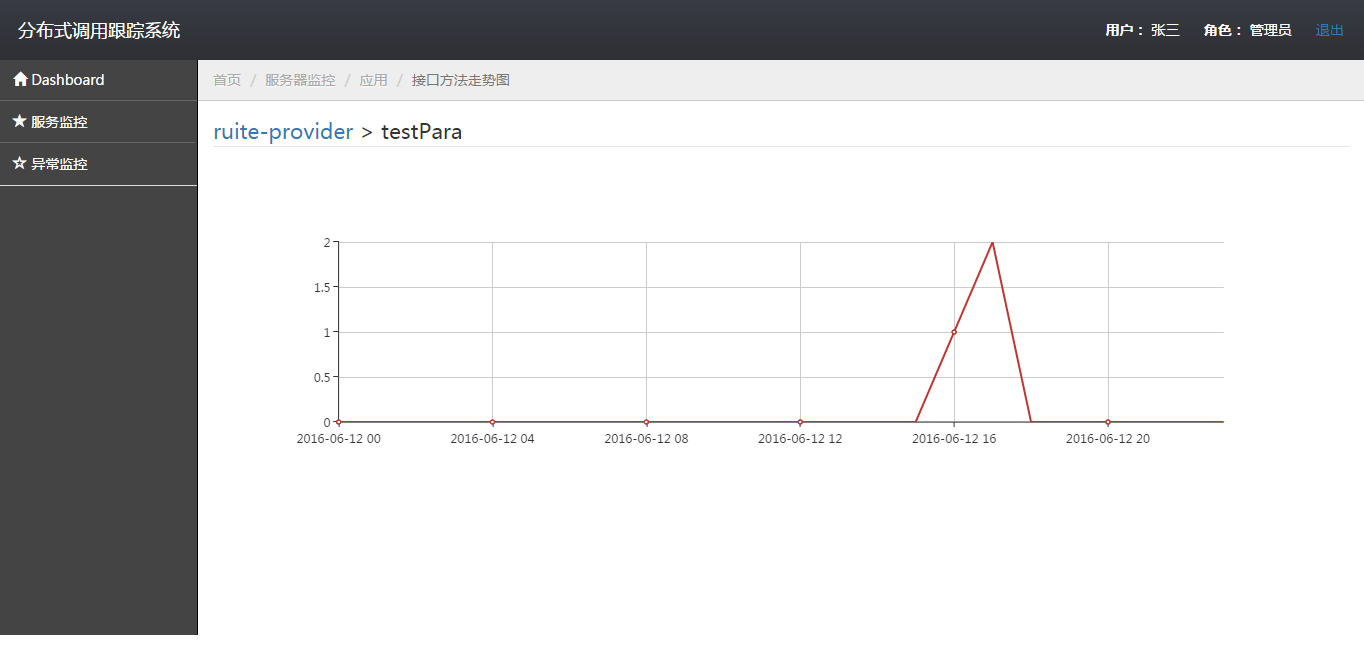 分布式调用跟踪系统
用户： 张三 角色： 管理员 退出
Dashboard
服务监控
异常监控
首页 / 服务器监控 / 应用 / 接口方法走势图
ruite-provider > testPara
2
1.5
1
0.5
0
2016-06-12 00 2016-06-12 04 2016-06-12 08 2016-06-12 12 2016-06-12 16 2016-06-12 20